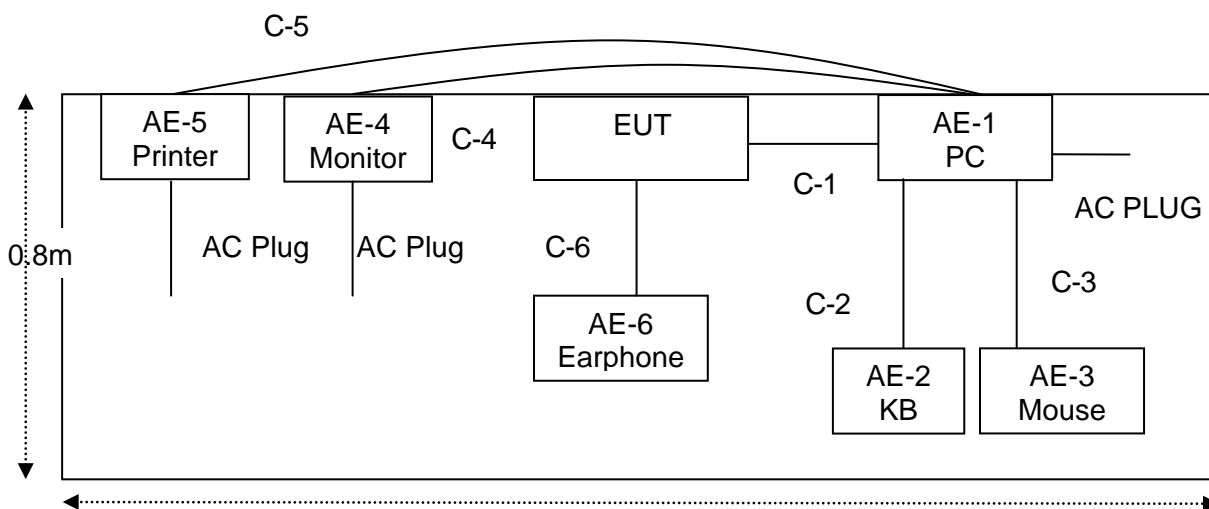 C-5
AE-5
Printer
AE-4
Monitor
C-4
EUT
AE-1
PC
C-1
AC PLUG
AC Plug
AC Plug
C-6
0.8m
C-2
C-3
AE-6
Earphone
AE-2
KB
AE-3
Mouse